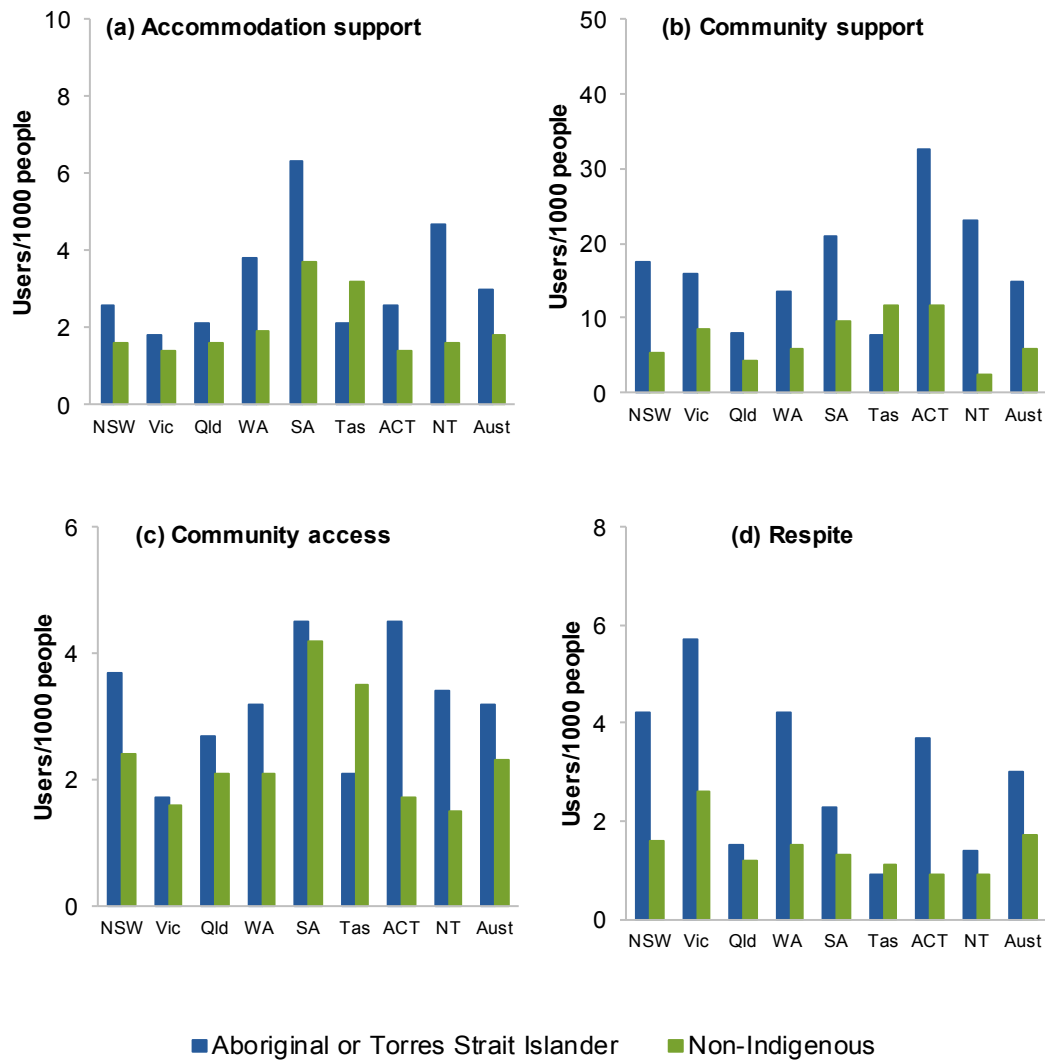 (a) Accommodation support
Users/1000 people
10
8
6
4
2
0
NSW Vic Qld WA SA Tas ACT NT Aust
(b) Community support
Users/1000 people
50
40
30
20
10
0
NSW Vic Qld WA SA Tas ACT NT Aust
(c) Community access
Users/1000 people
6
4
2
0
NSW Vic Qld WA SA Tas ACT NT Aust
(d) Respite
Users/1000 people
8
6
4
2
0
NSW Vic Qld WA SA Tas ACT NT Aust
Aboriginal or Torres Strait Islander
Non-Indigenous